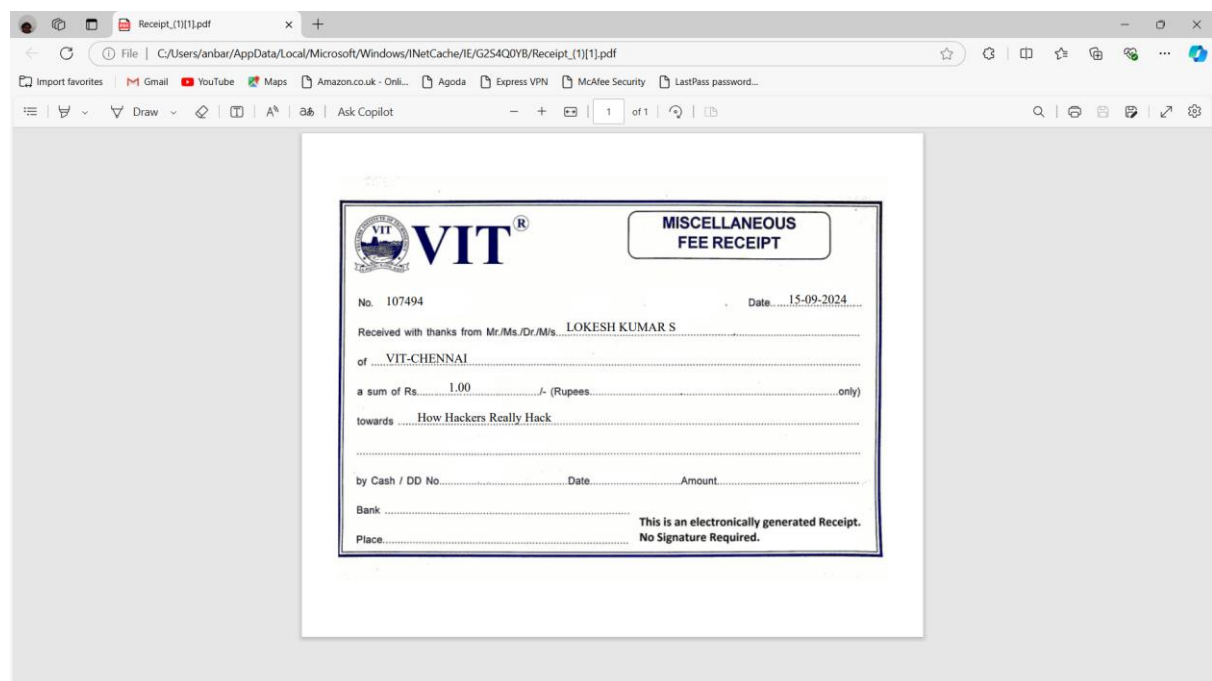 Receipt_(1)[1].pdf
File | C:/Users/anbar/AppData/Local/Microsoft/Windows/INetCache/IE/G2S4Q0YB/Receipt_(1)[1].pdf
Import favorites Gmail YouTube Maps Amazon.co.uk - Onli... Agoda Express VPN McAfee Security LastPass password...
Draw Ask Copilot 1 of 1
VIT VIT®
MISCELLANEOUS
FEE RECEIPT
No. 107494 Date.....15-09-2024....
Received with thanks from Mr./Ms./Dr./M/s....LOKESH KUMAR S
of ....VIT-CHENNAI
a sum of Rs.........1.00............/- (Rupees............only)
towards ......How Hackers Really Hack
by Cash / DD No............Date............Amount............
Bank ............
This is an electronically generated Receipt.
Place............ No Signature Required.